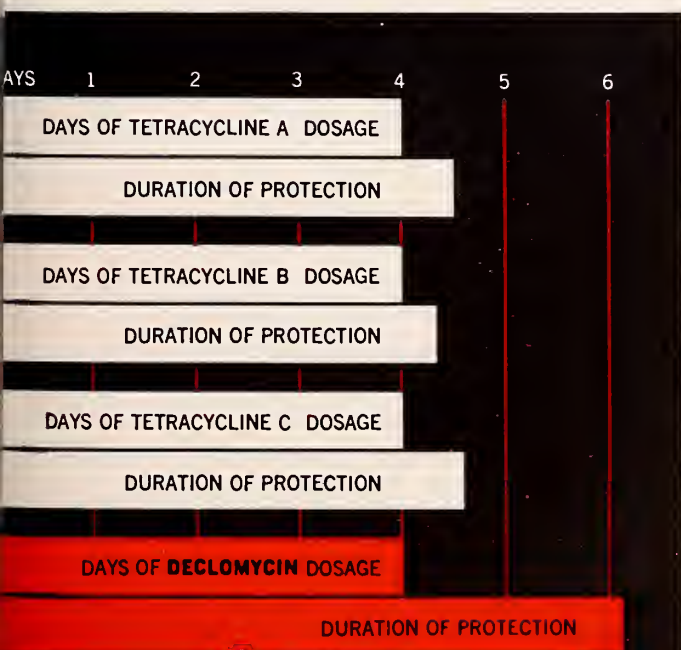 AYS 1 2 3 4 5 6
DAYS OF TETRACYCLINE A DOSAGE
DURATION OF PROTECTION
DAYS OF TETRACYCLINE B DOSAGE
DURATION OF PROTECTION
DAYS OF TETRACYCLINE C DOSAGE
DURATION OF PROTECTION
DAYS OF DECLOMYCIN DOSAGE
DURATION OF PROTECTION